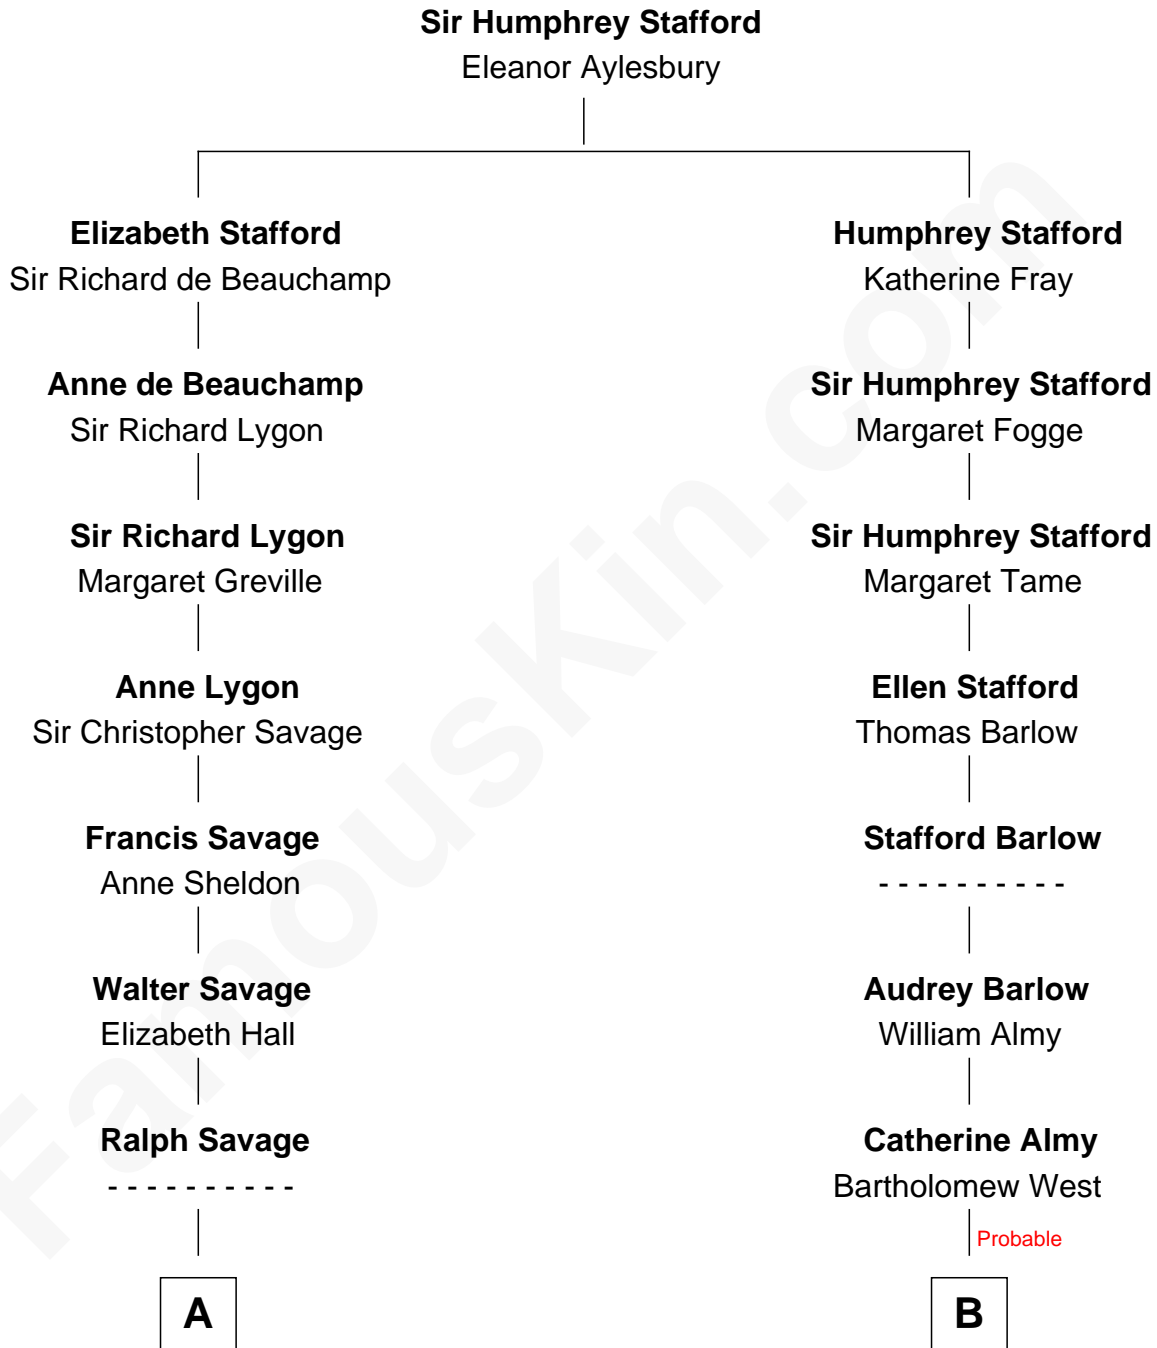 Sir Humphrey Stafford
Eleanor Aylesbury
Elizabeth Stafford
Sir Richard de Beauchamp
Humphrey Stafford
Katherine Fray
Anne de Beauchamp
Sir Richard Lygon
Sir Humphrey Stafford
Margaret Fogge
Sir Richard Lygon
Margaret Greville
Sir Humphrey Stafford
Margaret Tame
Anne Lygon
Sir Christopher Savage
Ellen Stafford
Thomas Barlow
Francis Savage
Anne Sheldon
Stafford Barlow
- - - - - - - - - -
Walter Savage
Elizabeth Hall
Audrey Barlow
William Almy
Ralph Savage
- - - - - - - - - -
Catherine Almy
Bartholomew West
Probable
A
B
FamousKin.com